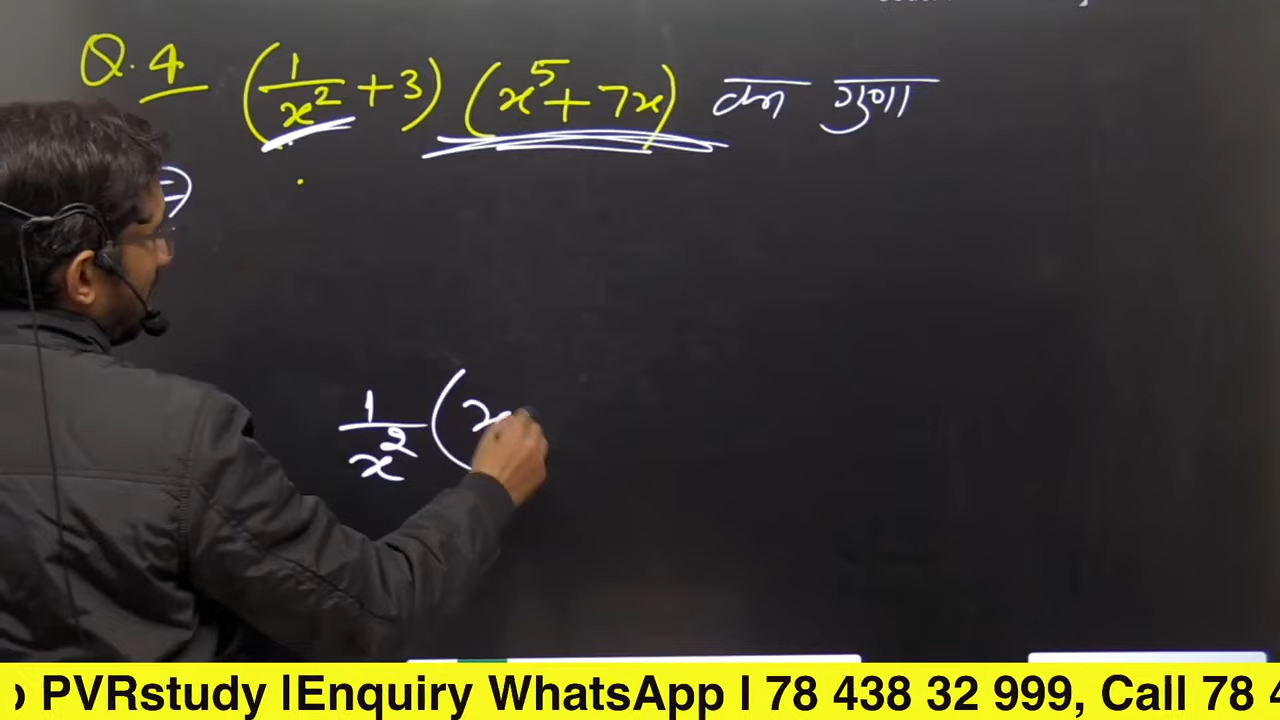 Q.4 (1/x² + 3) (x⁵ + 7x) का गुणा
1/x² (x
PVRstudy |Enquiry WhatsApp I 78 438 32 999, Call 78 4